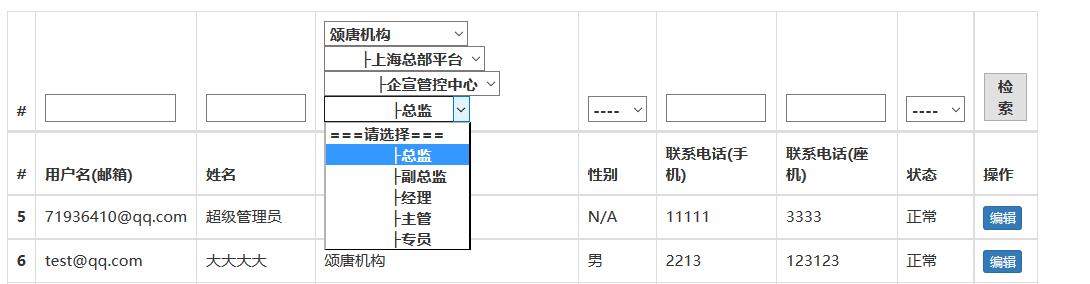 颂唐机构
├上海总部平台
├企宣管控中心
# ├总监 ---- ---- 检索
===请选择===
├总监
├副总监
├经理
├主管
├专员
# 用户名(邮箱) 姓名 性别 联系电话(手机) 联系电话(座机) 状态 操作
5 71936410@qq.com 超级管理员 N/A 11111 3333 正常 编辑
6 test@qq.com 大大大大 颂唐机构 男 2213 123123 正常 编辑